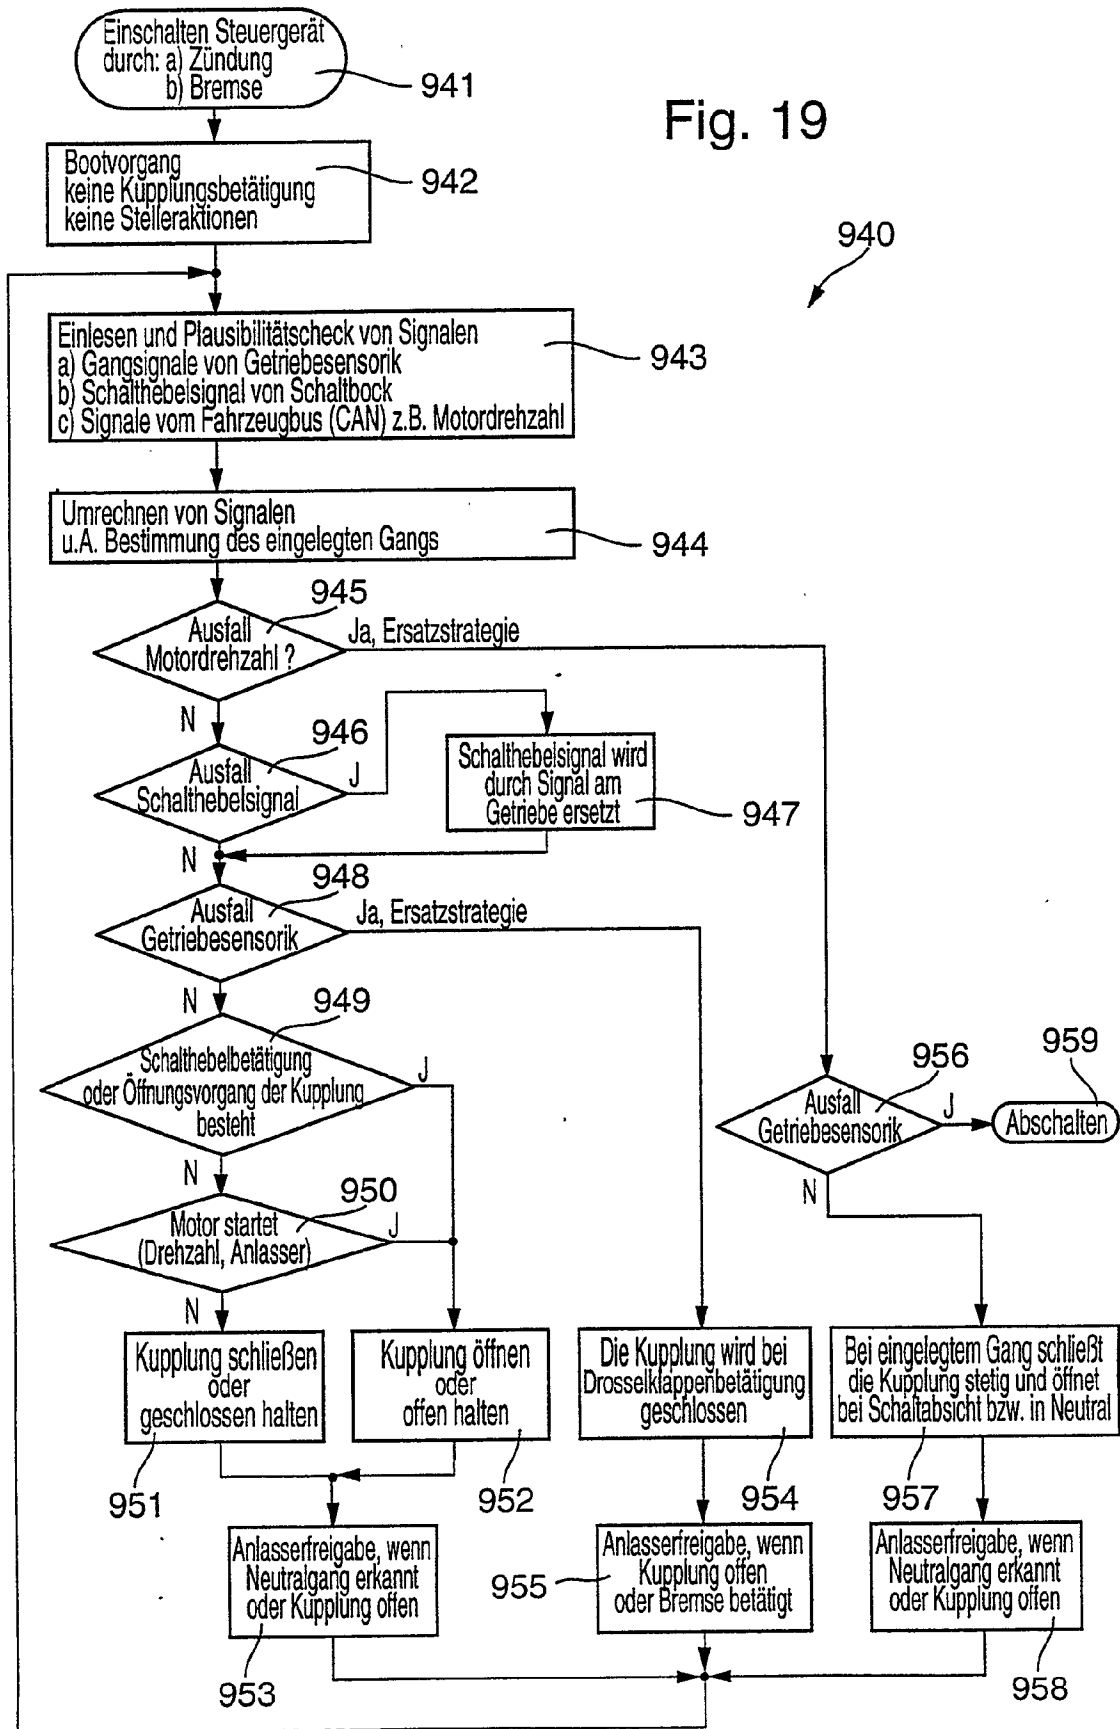 Einschalten Steuergerät
durch: a) Zündung
b) Bremse
941
Fig. 19
Bootvorgang
keine Kupplungsbetätigung
keine Stelleraktionen
942
940
Einlesen und Plausibilitätscheck von Signalen
a) Gangsignale von Getriebesensorik
b) Schalthebelsignal von Schaltbock
c) Signale vom Fahrzeugbus (CAN) z.B. Motordrehzahl
943
Umrechnen von Signalen
u.A. Bestimmung des eingelegten Gangs
944
945
Ausfall
Motordrehzahl ?
Ja, Ersatzstrategie
N
946
Ausfall
Schalthebelsignal
J
Schalthebelsignal wird
durch Signal am
Getriebe ersetzt
947
N
948
Ausfall
Getriebesensorik
Ja, Ersatzstrategie
N
949
Schalthebelbetätigung
oder Öffnungsvorgang der Kupplung
besteht
J
956
Ausfall
Getriebesensorik
J
959
Abschalten
N
N
950
Motor startet
(Drehzahl, Anlasser)
J
N
Kupplung schließen
oder
geschlossen halten
951
Kupplung öffnen
oder
offen halten
952
Die Kupplung wird bei
Drosselklappenbetätigung
geschlossen
954
Bei eingelegtem Gang schließt
die Kupplung stetig und öffnet
bei Schaltabsicht bzw. in Neutral
957
Anlasserfreigabe, wenn
Neutralgang erkannt
oder Kupplung offen
953
955
Anlasserfreigabe, wenn
Kupplung offen
oder Bremse betätigt
Anlasserfreigabe, wenn
Neutralgang erkannt
oder Kupplung offen
958